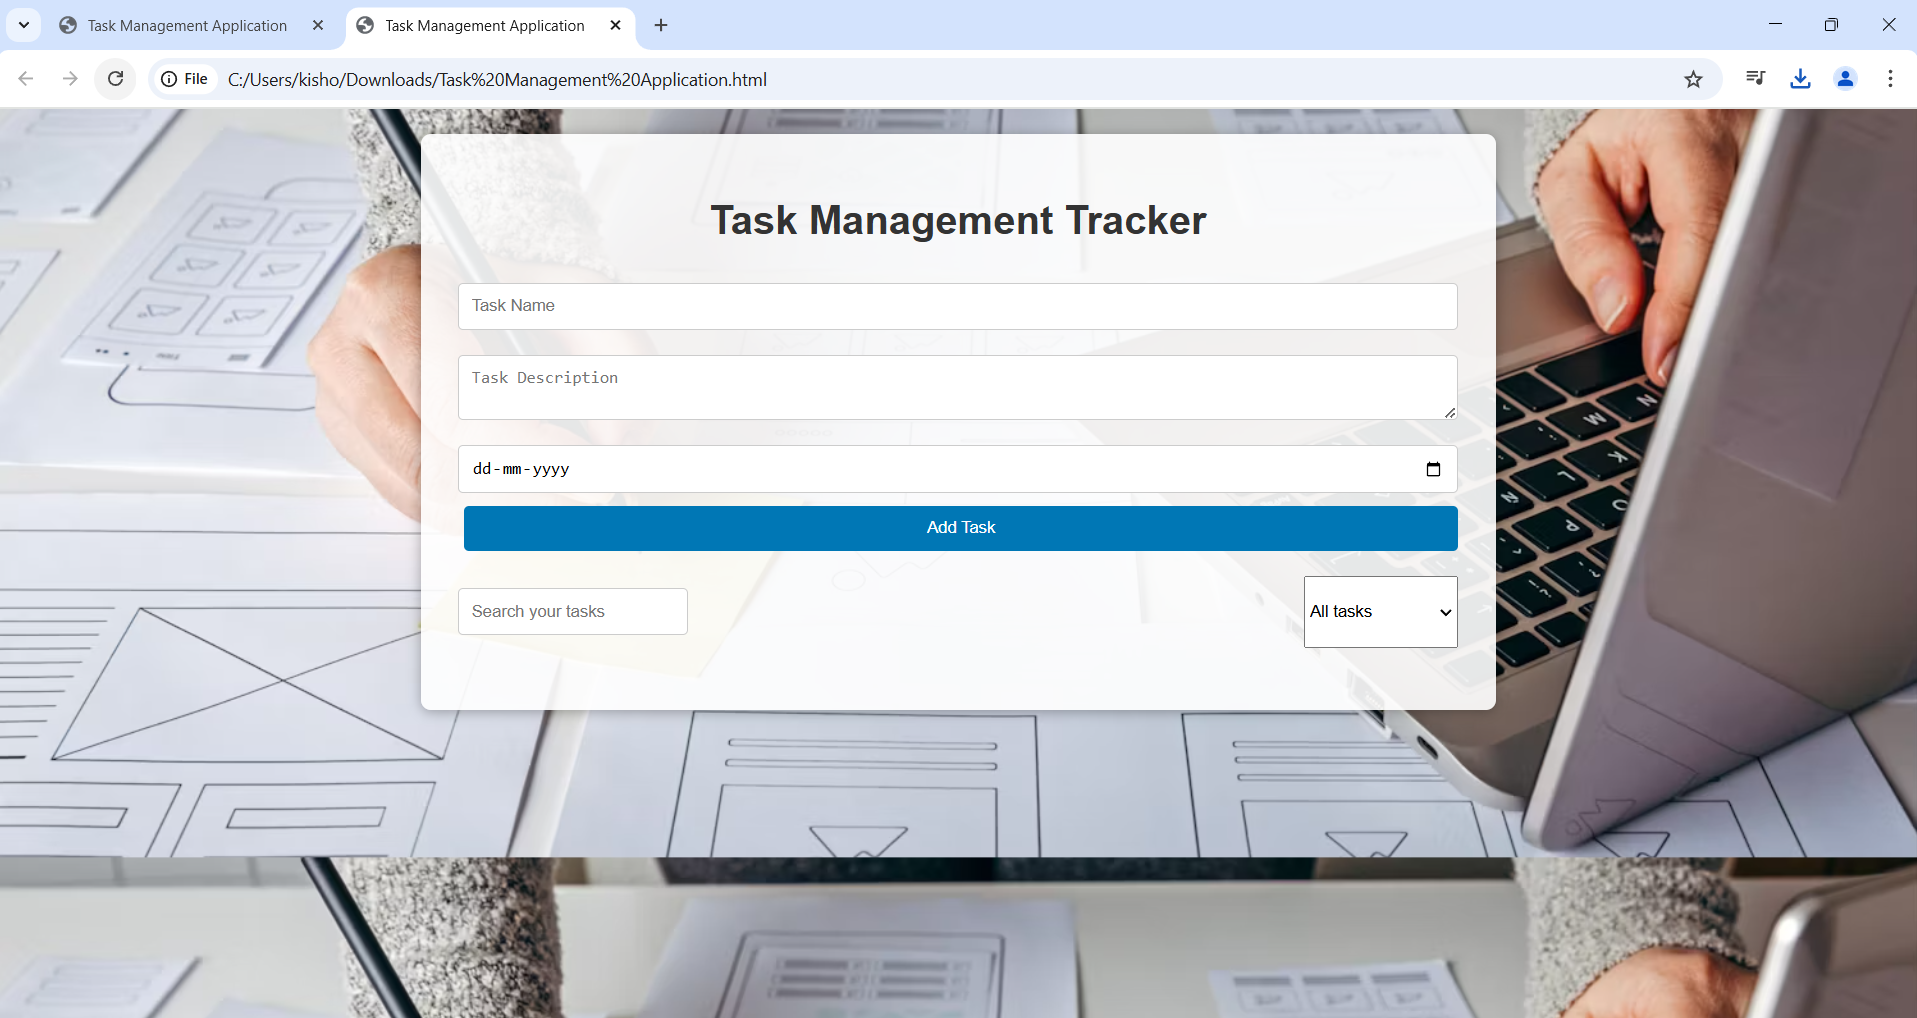 Task Management Application
Task Management Application
File
C:/Users/kisho/Downloads/Task%20Management%20Application.html
Task Management Tracker
Task Name
Task Description
dd-mm-yyyy
Add Task
Search your tasks
All tasks